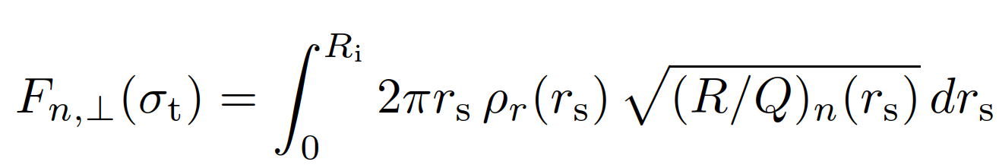 F_{n,⊥}(σ_t) = ∫_0^{R_i} 2πr_s ρ_r(r_s) √((R/Q)_n(r_s)) dr_s